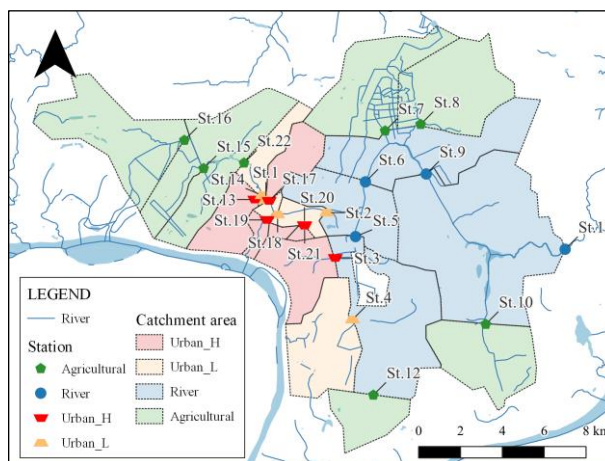 St.16
St.7
St.8
St.22
St.15
St.1
St.17
St.6
St.9
St.14
St.13
St.20
St.2
St.19
St.5
St.1
St.18
St.21
St.3
St.4
St.10
St.12
LEGEND
River
Station
Agricultural
River
Urban_H
Urban_L
Catchment area
Urban_H
Urban_L
River
Agricultural
0 2 4 6 8 km